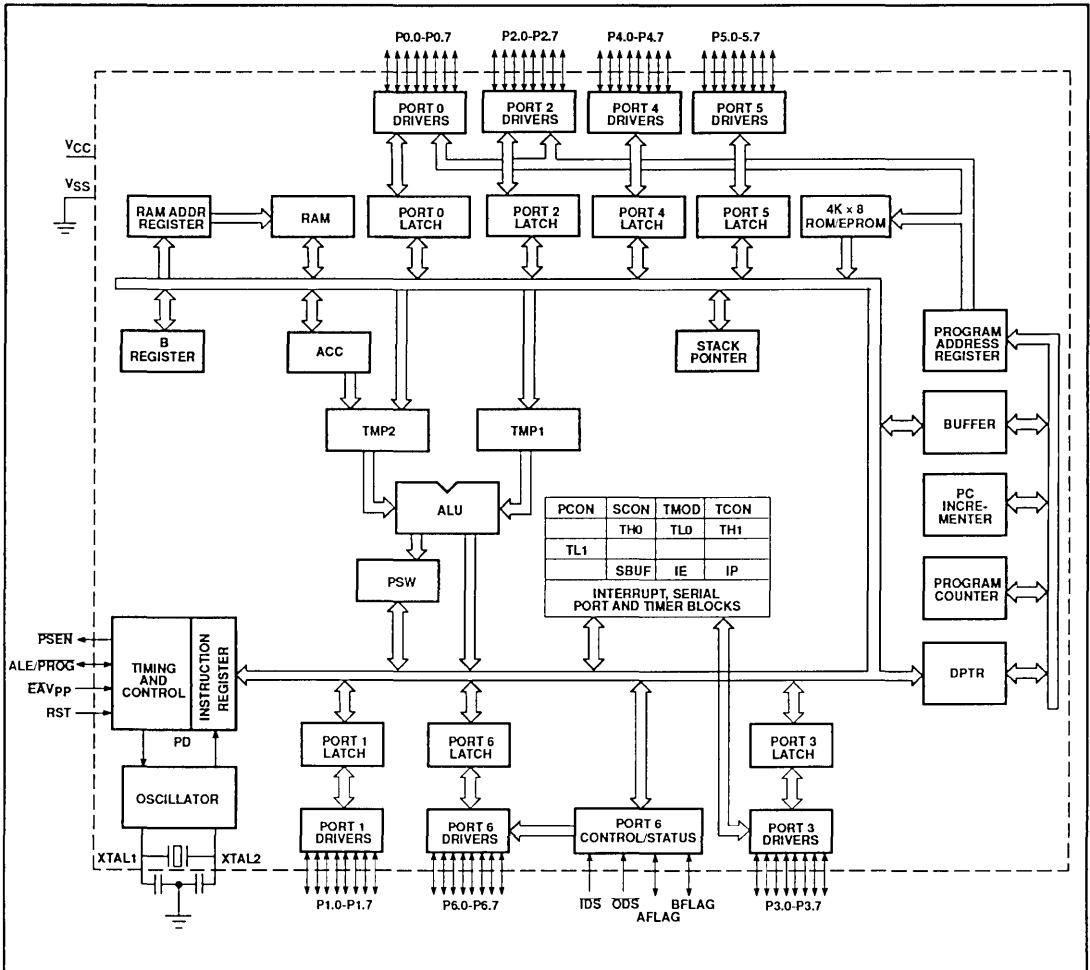 P0.0-P0.7 P2.0-P2.7 P4.0-P4.7 P5.0-5.7
PORT 0 DRIVERS
PORT 2 DRIVERS
PORT 4 DRIVERS
PORT 5 DRIVERS
VCC
VSS
RAM ADDR REGISTER
RAM
PORT 0 LATCH
PORT 2 LATCH
PORT 4 LATCH
PORT 5 LATCH
4K × 8 ROM/EPROM
B REGISTER
ACC
STACK POINTER
PROGRAM ADDRESS REGISTER
TMP2
TMP1
BUFFER
ALU
PCON SCON TMOD TCON
TH0 TL0 TH1
TL1
SBUF IE IP
INTERRUPT, SERIAL
PORT AND TIMER BLOCKS
PC INCRE-
MENTER
PSW
PROGRAM COUNTER
PSEN
ALE/PROG
EAVPP
RST
TIMING AND CONTROL
INSTRUCTION REGISTER
DPTR
PD
PORT 1 LATCH
PORT 6 LATCH
PORT 3 LATCH
OSCILLATOR
PORT 1 DRIVERS
PORT 6 DRIVERS
PORT 6 CONTROL/STATUS
PORT 3 DRIVERS
XTAL1 XTAL2
P1.0-P1.7
P6.0-P6.7
IDS ODS
AFLAG
BFLAG
P3.0-P3.7